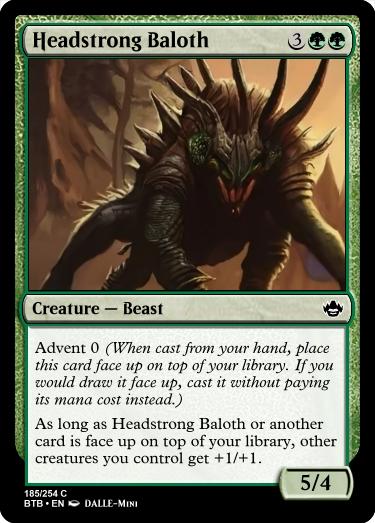 Headstrong Baloth 3
Creature — Beast
Advent 0 (When cast from your hand, place
this card face up on top of your library. If you
would draw it face up, cast it without paying
its mana cost instead.)
As long as Headstrong Baloth or another
card is face up on top of your library, other
creatures you control get +1/+1.
5/4
185/254 C
BTB • EN DALLE-Mini